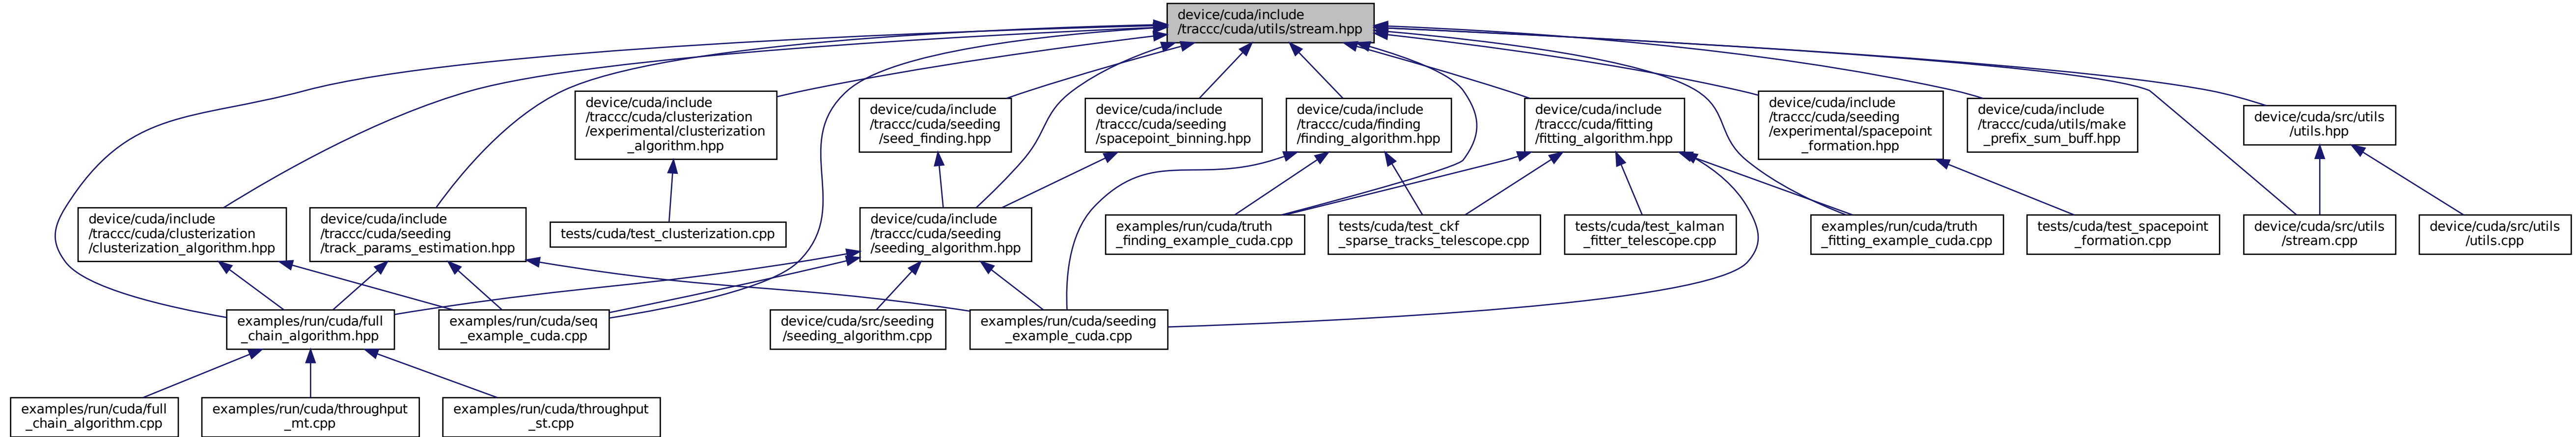 device/cuda/include
/traccc/cuda/utils/stream.hpp
device/cuda/include
/traccc/cuda/clusterization
/experimental/clusterization
_algorithm.hpp
device/cuda/include
/traccc/cuda/seeding
/seed_finding.hpp
device/cuda/include
/traccc/cuda/seeding
/spacepoint_binning.hpp
device/cuda/include
/traccc/cuda/finding
/finding_algorithm.hpp
device/cuda/include
/traccc/cuda/fitting
/fitting_algorithm.hpp
device/cuda/include
/traccc/cuda/seeding
/experimental/spacepoint
_formation.hpp
device/cuda/include
/traccc/cuda/utils/make
_prefix_sum_buff.hpp
device/cuda/src/utils
/utils.hpp
device/cuda/include
/traccc/cuda/clusterization
/clusterization_algorithm.hpp
device/cuda/include
/traccc/cuda/seeding
/track_params_estimation.hpp
tests/cuda/test_clusterization.cpp
device/cuda/include
/traccc/cuda/seeding
/seeding_algorithm.hpp
examples/run/cuda/truth
_finding_example_cuda.cpp
tests/cuda/test_ckf
_sparse_tracks_telescope.cpp
tests/cuda/test_kalman
_fitter_telescope.cpp
examples/run/cuda/truth
_fitting_example_cuda.cpp
tests/cuda/test_spacepoint
_formation.cpp
device/cuda/src/utils
/stream.cpp
device/cuda/src/utils
/utils.cpp
examples/run/cuda/full
_chain_algorithm.hpp
examples/run/cuda/seq
_example_cuda.cpp
device/cuda/src/seeding
/seeding_algorithm.cpp
examples/run/cuda/seeding
_example_cuda.cpp
examples/run/cuda/full
_chain_algorithm.cpp
examples/run/cuda/throughput
_mt.cpp
examples/run/cuda/throughput
_st.cpp